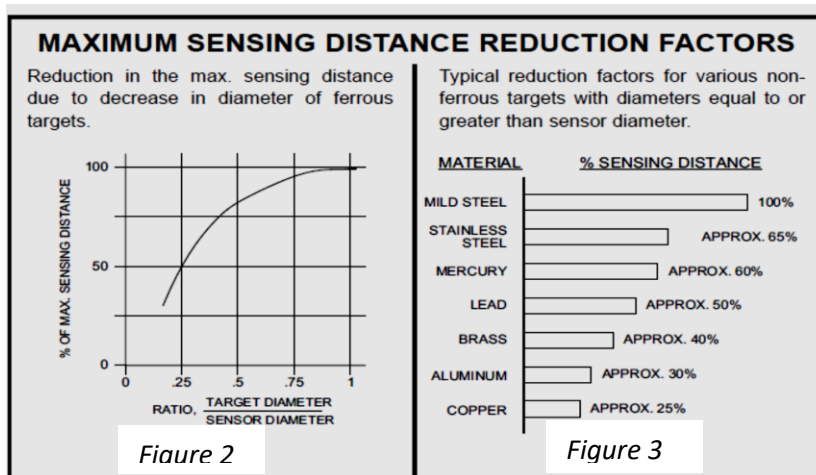 MAXIMUM SENSING DISTANCE REDUCTION FACTORS
Reduction in the max. sensing distance
due to decrease in diameter of ferrous
targets.
% OF MAX. SENSING DISTANCE
100
50
0
0 .25 .5 .75 1
RATIO, TARGET DIAMETER
SENSOR DIAMETER
Figure 2
Typical reduction factors for various non-
ferrous targets with diameters equal to or
greater than sensor diameter.
MATERIAL % SENSING DISTANCE
MILD STEEL 100%
STAINLESS
STEEL APPROX. 65%
MERCURY APPROX. 60%
LEAD APPROX. 50%
BRASS APPROX. 40%
ALUMINUM APPROX. 30%
COPPER APPROX. 25%
Figure 3